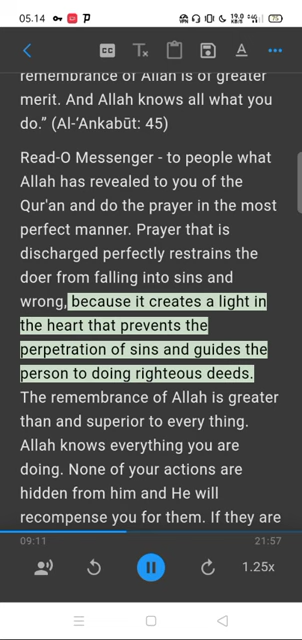 05.14
19.0 KB/S
75
CC
remembrance of Allah is of greater
merit. And Allah knows all what you
do.” (Al-‘Ankabūt: 45)
Read-O Messenger - to people what
Allah has revealed to you of the
Qur'an and do the prayer in the most
perfect manner. Prayer that is
discharged perfectly restrains the
doer from falling into sins and
wrong, because it creates a light in
the heart that prevents the
perpetration of sins and guides the
person to doing righteous deeds.
The remembrance of Allah is greater
than and superior to every thing.
Allah knows everything you are
doing. None of your actions are
hidden from him and He will
recompense you for them. If they are
09:11
21:57
1.25x